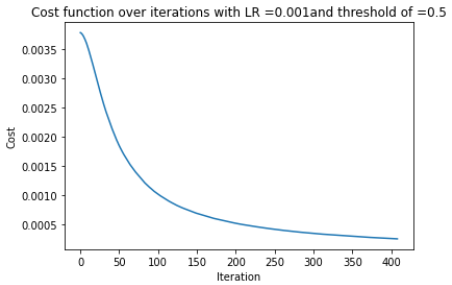 Cost function over iterations with LR =0.001and threshold of =0.5
0.0035
0.0030
0.0025
0.0020
0.0015
0.0010
0.0005
Cost
0 50 100 150 200 250 300 350 400
Iteration